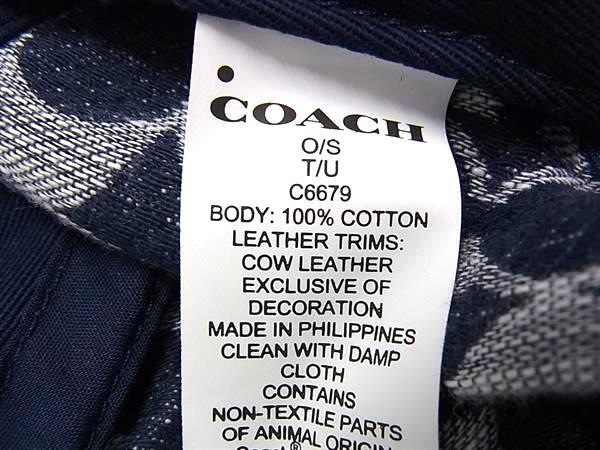 COACH
O/S
T/U
C6679
BODY: 100% COTTON
LEATHER TRIMS:
COW LEATHER
EXCLUSIVE OF
DECORATION
MADE IN PHILIPPINES
CLEAN WITH DAMP
CLOTH
CONTAINS
NON-TEXTILE PARTS
OF ANIMAL ORIGIN